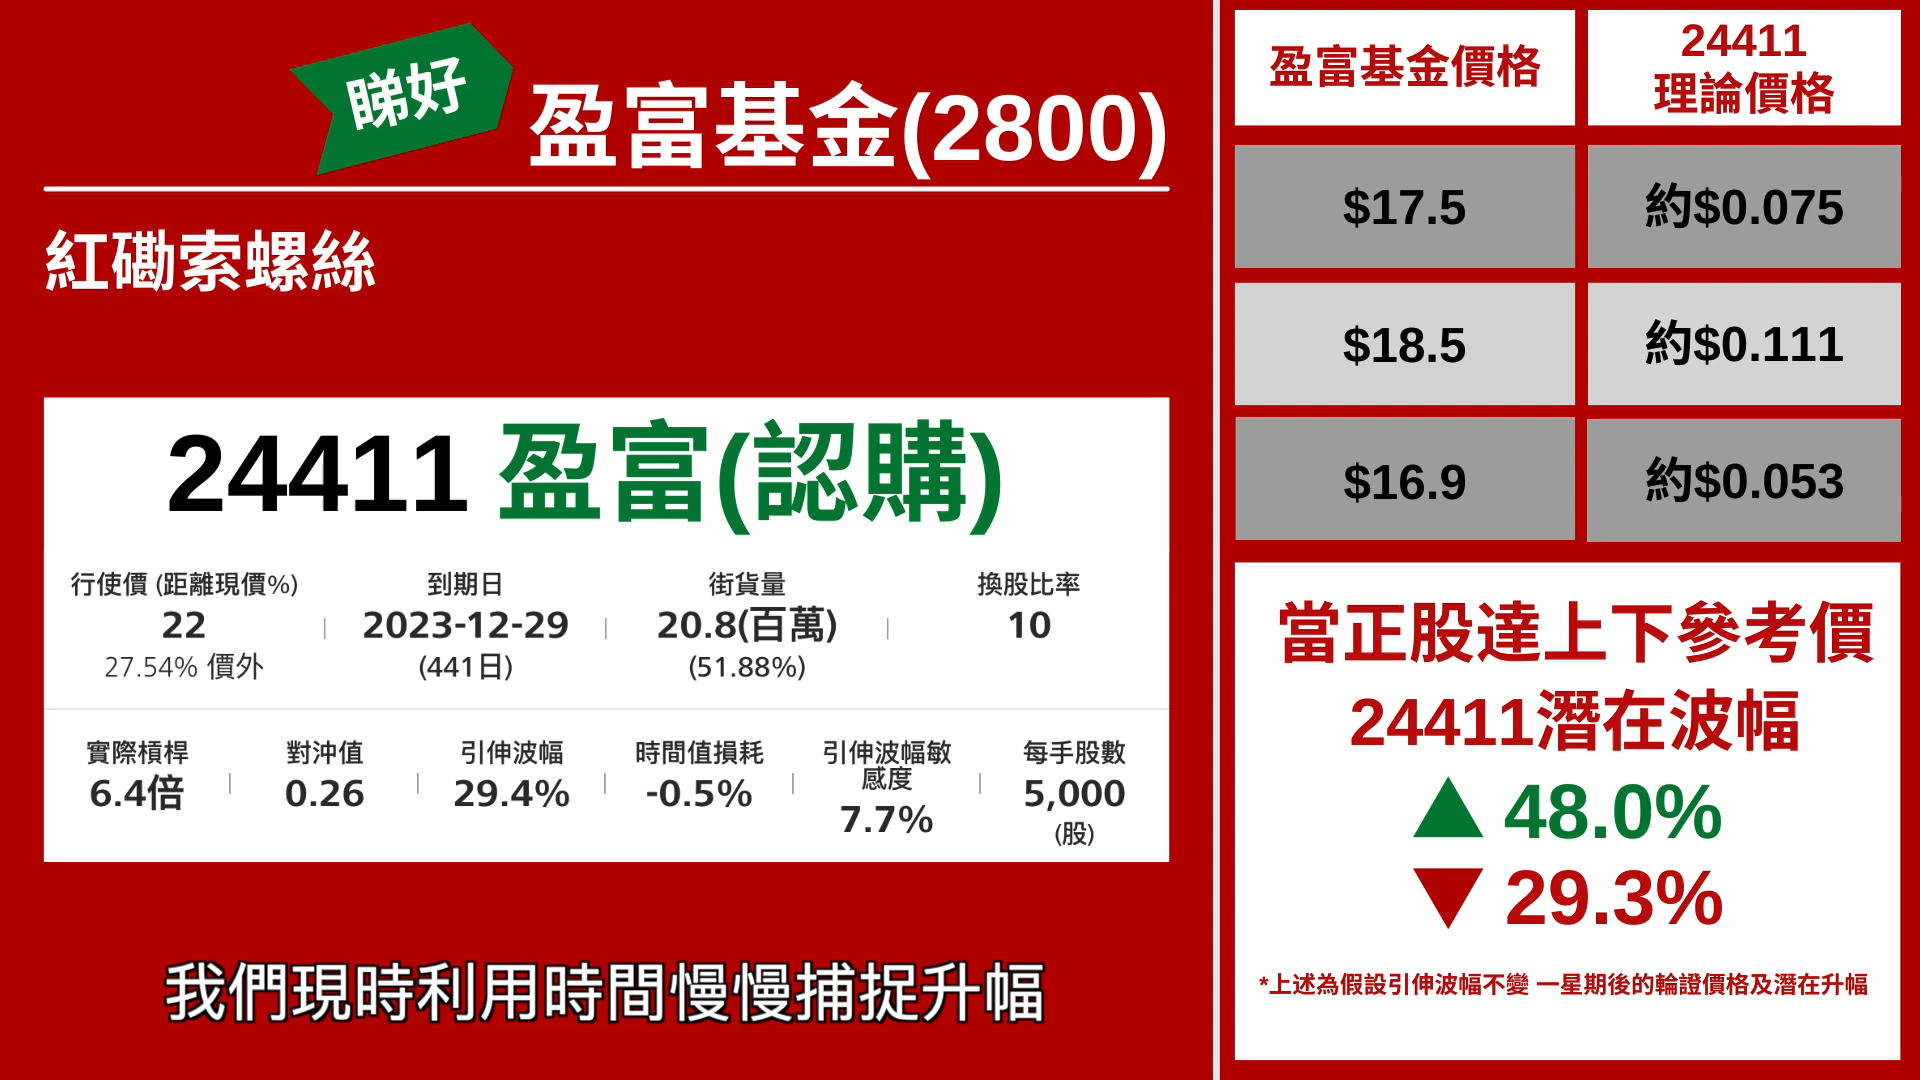 睇好
盈富基金(2800)
紅磡索螺絲
24411 盈富(認購)
行使價 (距離現價%)
22
27.54% 價外
到期日
2023-12-29
(441日)
街貨量
20.8(百萬)
(51.88%)
換股比率
10
實際槓桿
6.4倍
對沖值
0.26
引伸波幅
29.4%
時間值損耗
-0.5%
引伸波幅敏
感度
7.7%
每手股數
5,000
(股)
我們現時利用時間慢慢捕捉升幅
盈富基金價格
24411
理論價格
$17.5
約$0.075
$18.5
約$0.111
$16.9
約$0.053
當正股達上下參考價
24411潛在波幅
▲ 48.0%
▼ 29.3%
*上述為假設引伸波幅不變 一星期後的輪證價格及潛在升幅